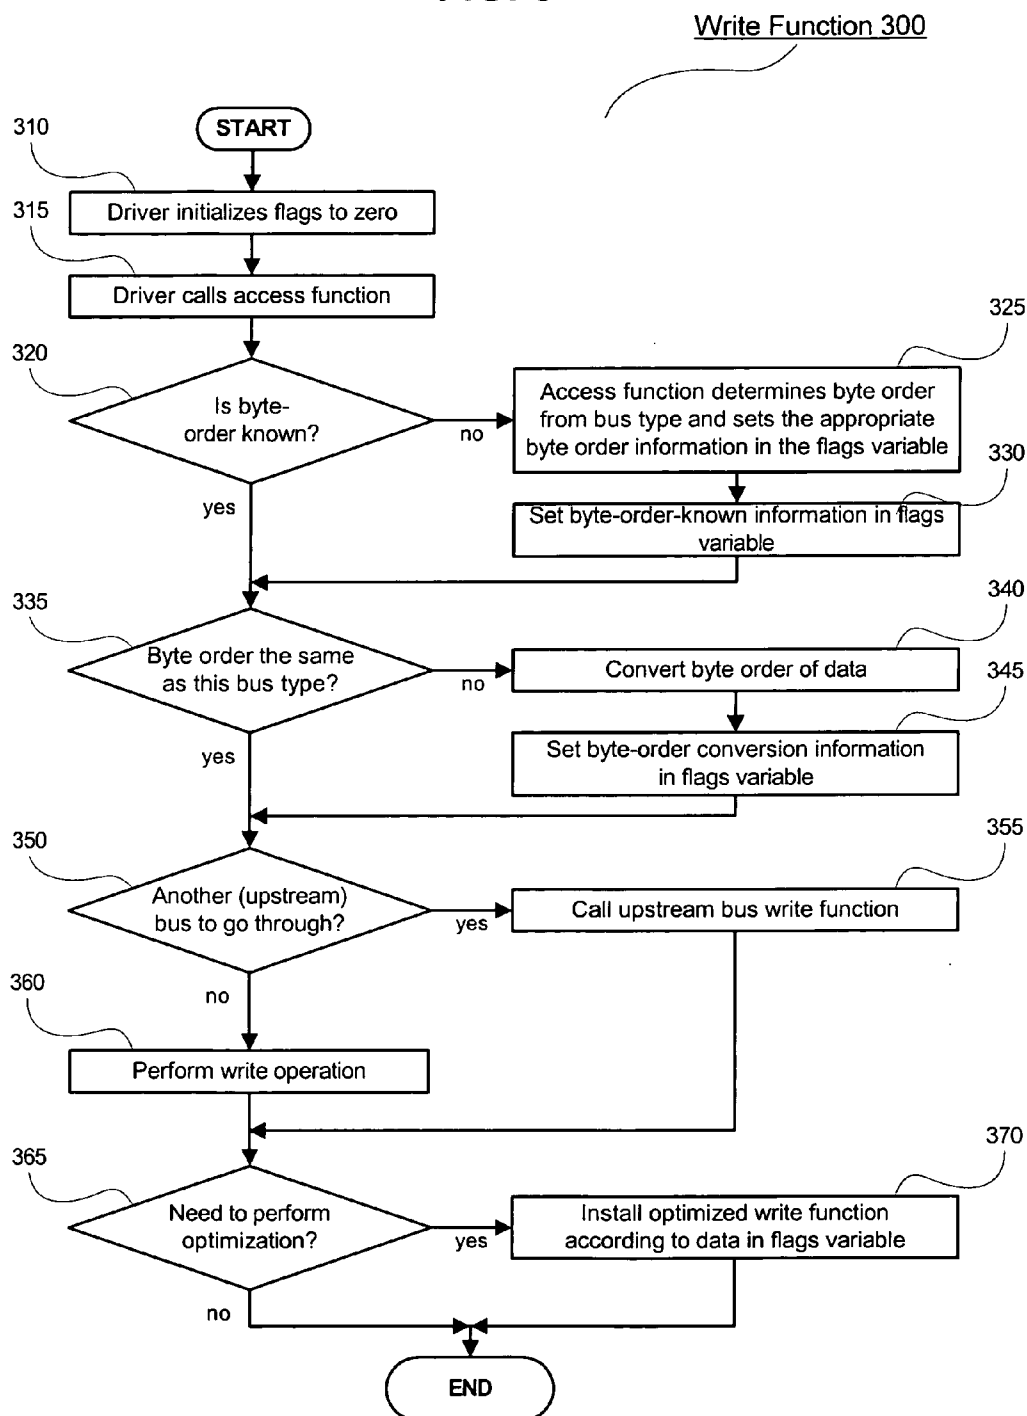 Write Function 300
START
310
Driver initializes flags to zero
315
Driver calls access function
320
Is byte-
order known?
no
yes
325
Access function determines byte order
from bus type and sets the appropriate
byte order information in the flags variable
330
Set byte-order-known information in flags
variable
335
Byte order the same
as this bus type?
no
yes
340
Convert byte order of data
345
Set byte-order conversion information
in flags variable
350
Another (upstream)
bus to go through?
yes
no
355
Call upstream bus write function
360
Perform write operation
365
Need to perform
optimization?
yes
no
370
Install optimized write function
according to data in flags variable
END